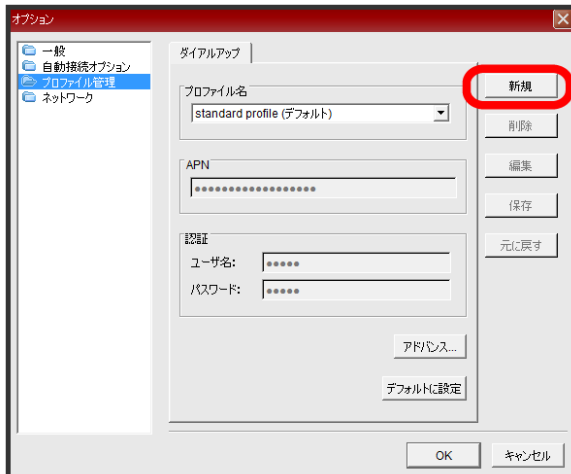 オプション
一般
自動接続オプション
プロファイル管理
ネットワーク
ダイアルアップ
プロファイル名
standard profile (デフォルト)
APN
●●●●●●●●●●●●●●●●●●
認証
ユーザ名: ●●●●●
パスワード: ●●●●●
アドバンス...
デフォルトに設定
新規
削除
編集
保存
元に戻す
OK
キャンセル